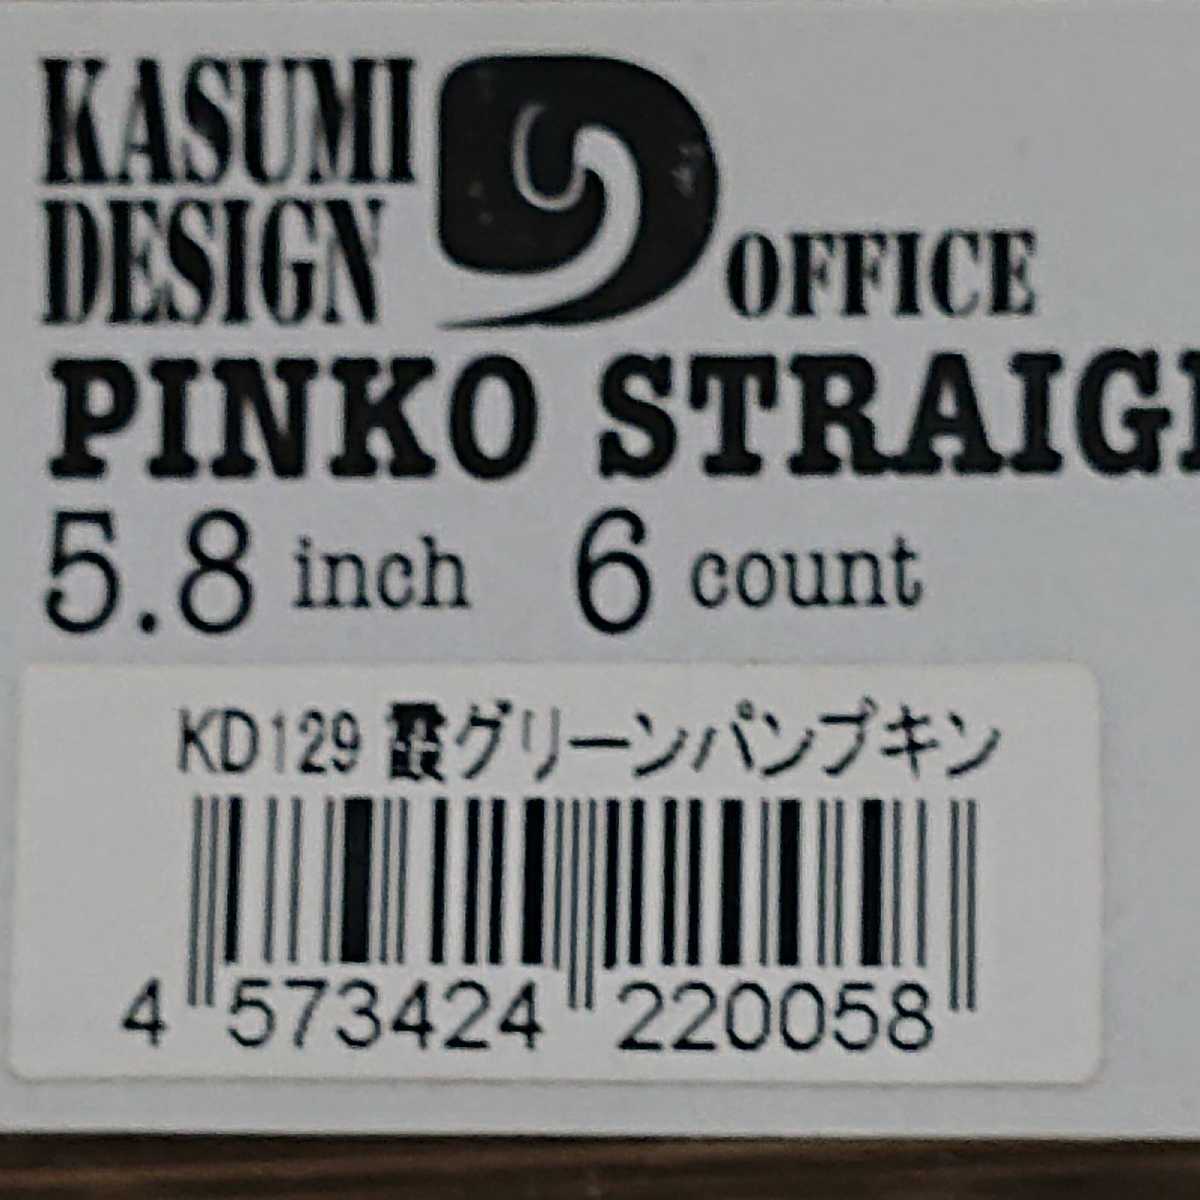 KASUMI
DESIGN OFFICE
PINKO STRAIG
5.8 inch 6 count
KD129 霞グリーンパンプキン
4 573424 220058